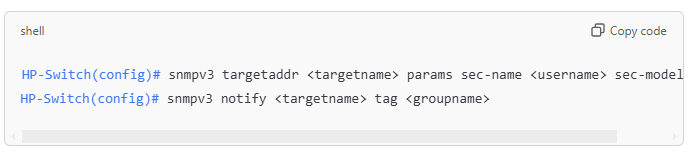 shell
Copy code
HP-Switch(config)# snmpv3 targetaddr <targetname> params sec-name <username> sec-model
HP-Switch(config)# snmpv3 notify <targetname> tag <groupname>